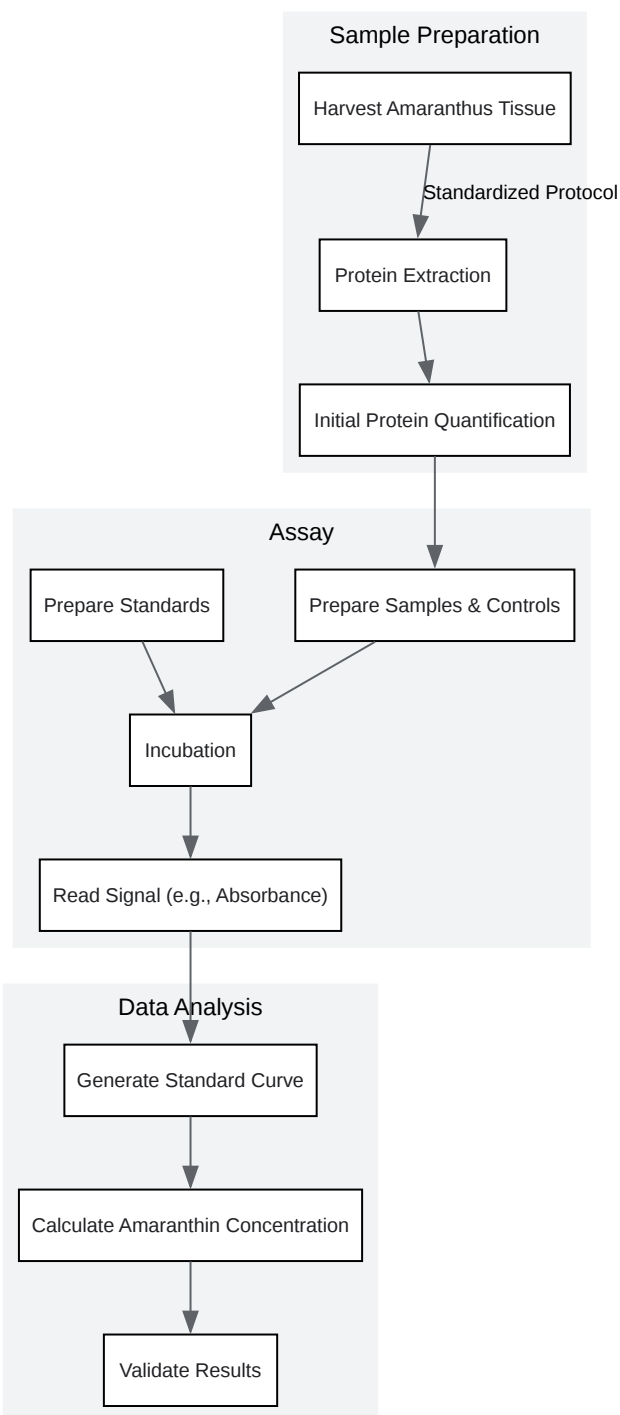 Sample Preparation
Harvest Amaranthus Tissue
Standardized Protocol
Protein Extraction
Initial Protein Quantification
Assay
Prepare Standards
Prepare Samples & Controls
Incubation
Read Signal (e.g., Absorbance)
Data Analysis
Generate Standard Curve
Calculate Amaranthin Concentration
Validate Results